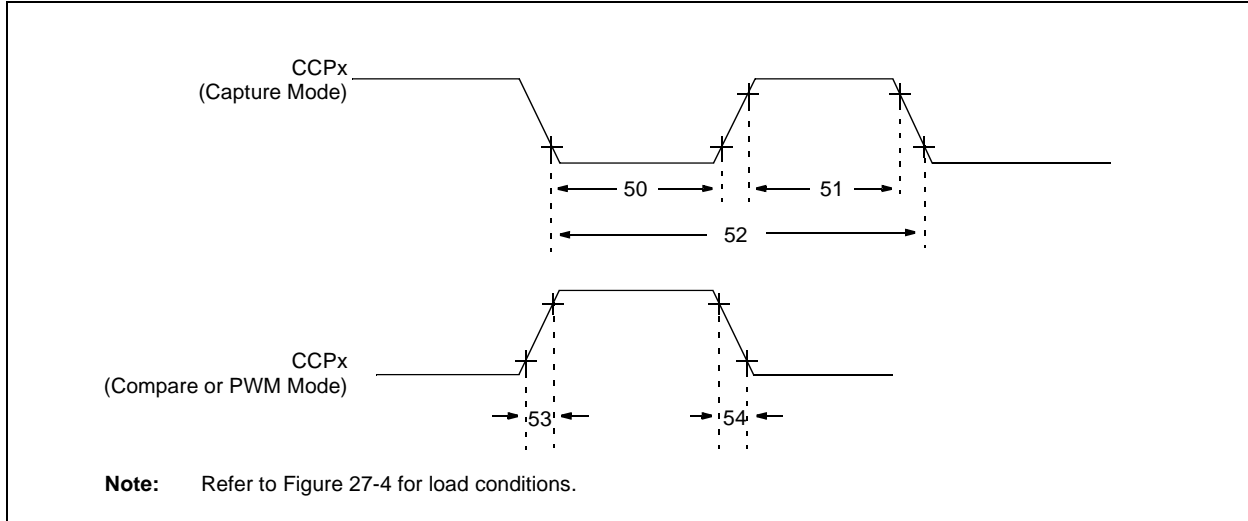 CCPx
(Capture Mode)
50
51
52
CCPx
(Compare or PWM Mode)
53
54
Note: Refer to Figure 27-4 for load conditions.